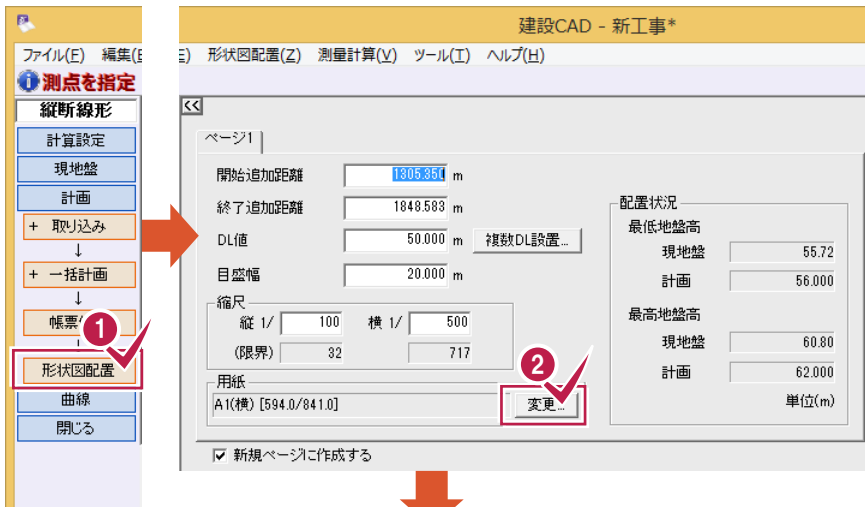 建設CAD - 新工事*
ファイル(F) 編集(E
E) 形状図配置(Z) 測量計算(V) ツール(T) ヘルプ(H)
測点を指定
縦断線形
計算設定
現地盤
計画
+ 取り込み
↓
+ 一括計画
↓
帳票
1
形状図配置
曲線
閉じる
<<
ページ1
開始追加距離 1305.350 m
終了追加距離 1848.583 m
DL値 50.000 m 複数DL設置...
目盛幅 20.000 m
縮尺
縦 1/ 100 横 1/ 500
(限界) 32 717
用紙
A1(横) [594.0/841.0] 変更...
2
新規ページに作成する
配置状況
最低地盤高
現地盤 55.72
計画 56.000
最高地盤高
現地盤 60.80
計画 62.000
単位(m)